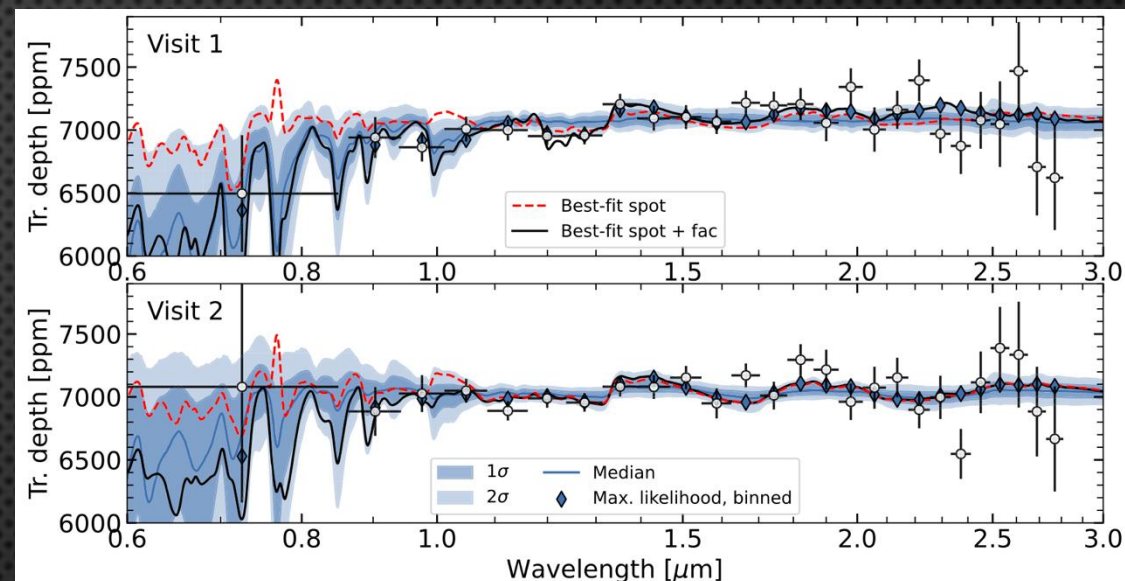 Visit 1
7500
7000
6500
6000
Tr. depth [ppm]
Best-fit spot
Best-fit spot + fac
0.6
0.8
1.0
1.5
2.0
2.5
3.0
Visit 2
7500
7000
6500
6000
Tr. depth [ppm]
1σ
2σ
Median
Max. likelihood, binned
0.6
0.8
1.0
1.5
2.0
2.5
3.0
Wavelength [μm]